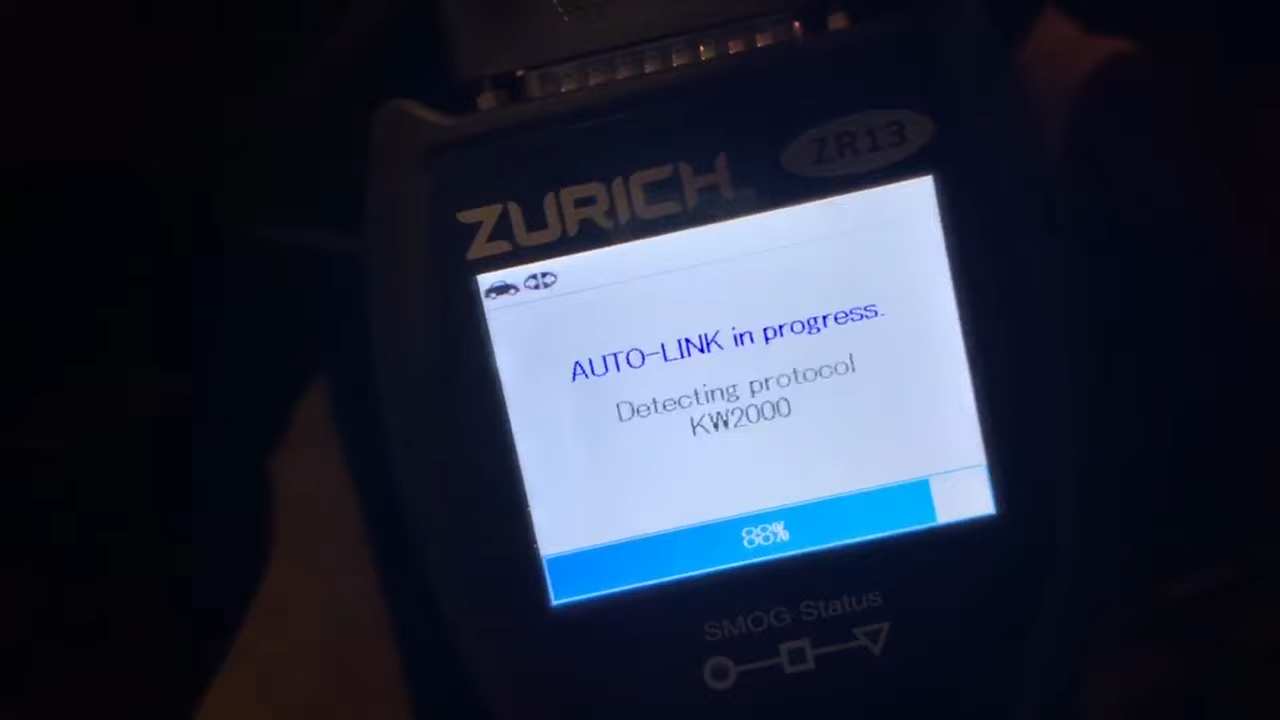 ZR13
ZURICH
AUTO-LINK in progress.
Detecting protocol
KW2000
88%
SMOG Status